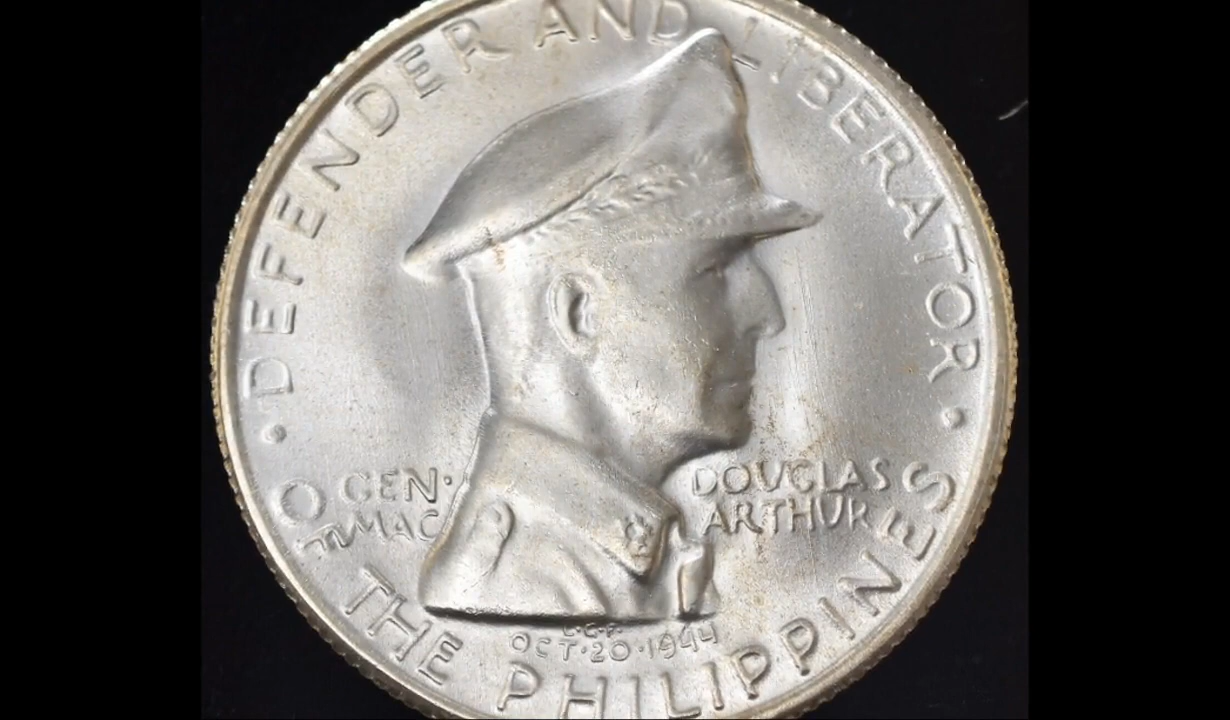 · DEFENDER AND LIBERATOR ·
OF THE PHILIPPINES
GEN· DOUGLAS
MAC ARTHUR
L·G·F·
OCT·20·1944